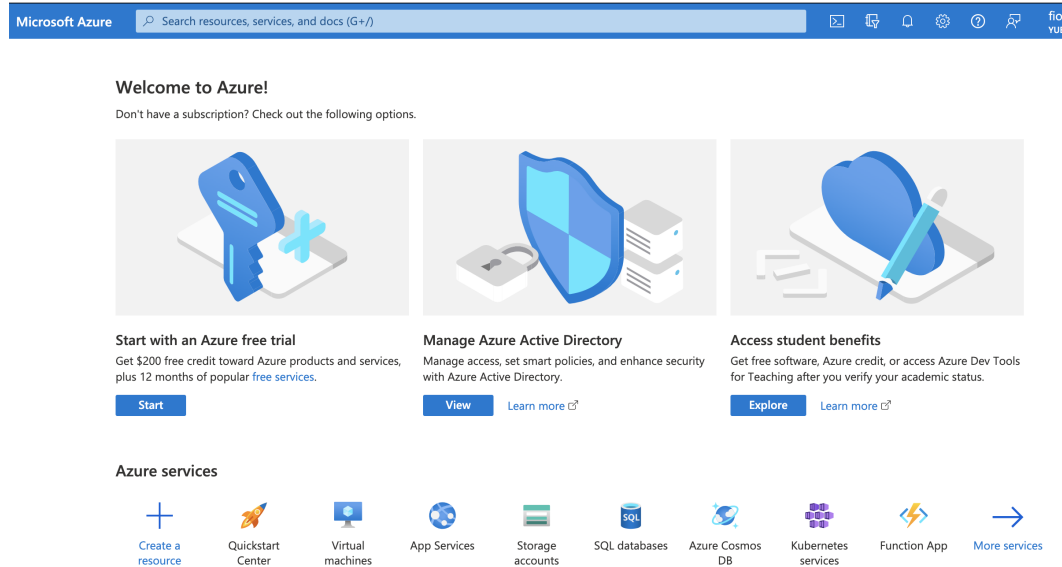 Microsoft Azure
Search resources, services, and docs (G+/)
Welcome to Azure!
Don't have a subscription? Check out the following options.
Start with an Azure free trial
Get $200 free credit toward Azure products and services,
plus 12 months of popular free services.
Start
Manage Azure Active Directory
Manage access, set smart policies, and enhance security
with Azure Active Directory.
View
Learn more
Access student benefits
Get free software, Azure credit, or access Azure Dev Tools
for Teaching after you verify your academic status.
Explore
Learn more
Azure services
Create a
resource
Quickstart
Center
Virtual
machines
App Services
Storage
accounts
SQL
SQL databases
Azure Cosmos
DB
Kubernetes
services
Function App
More services